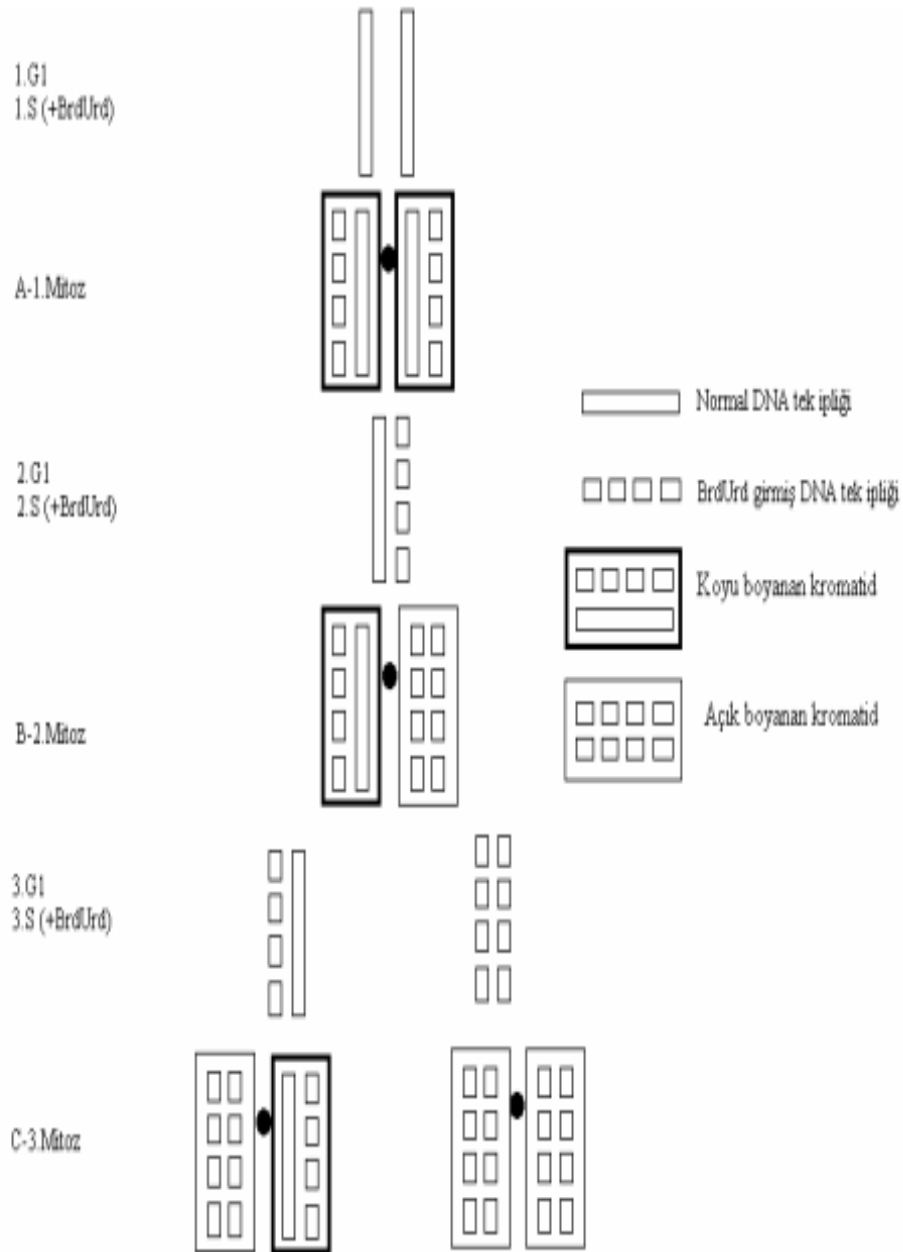 1.G1
1.S (+BrdUrd)
A-1.Mitoz
Normal DNA tek ipliği
2.G1
2.S (+BrdUrd)
BrdUrd girmiş DNA tek ipliği
Koyu boyanan kromatid
Açık boyanan kromatid
B-2.Mitoz
3.G1
3.S (+BrdUrd)
C-3.Mitoz